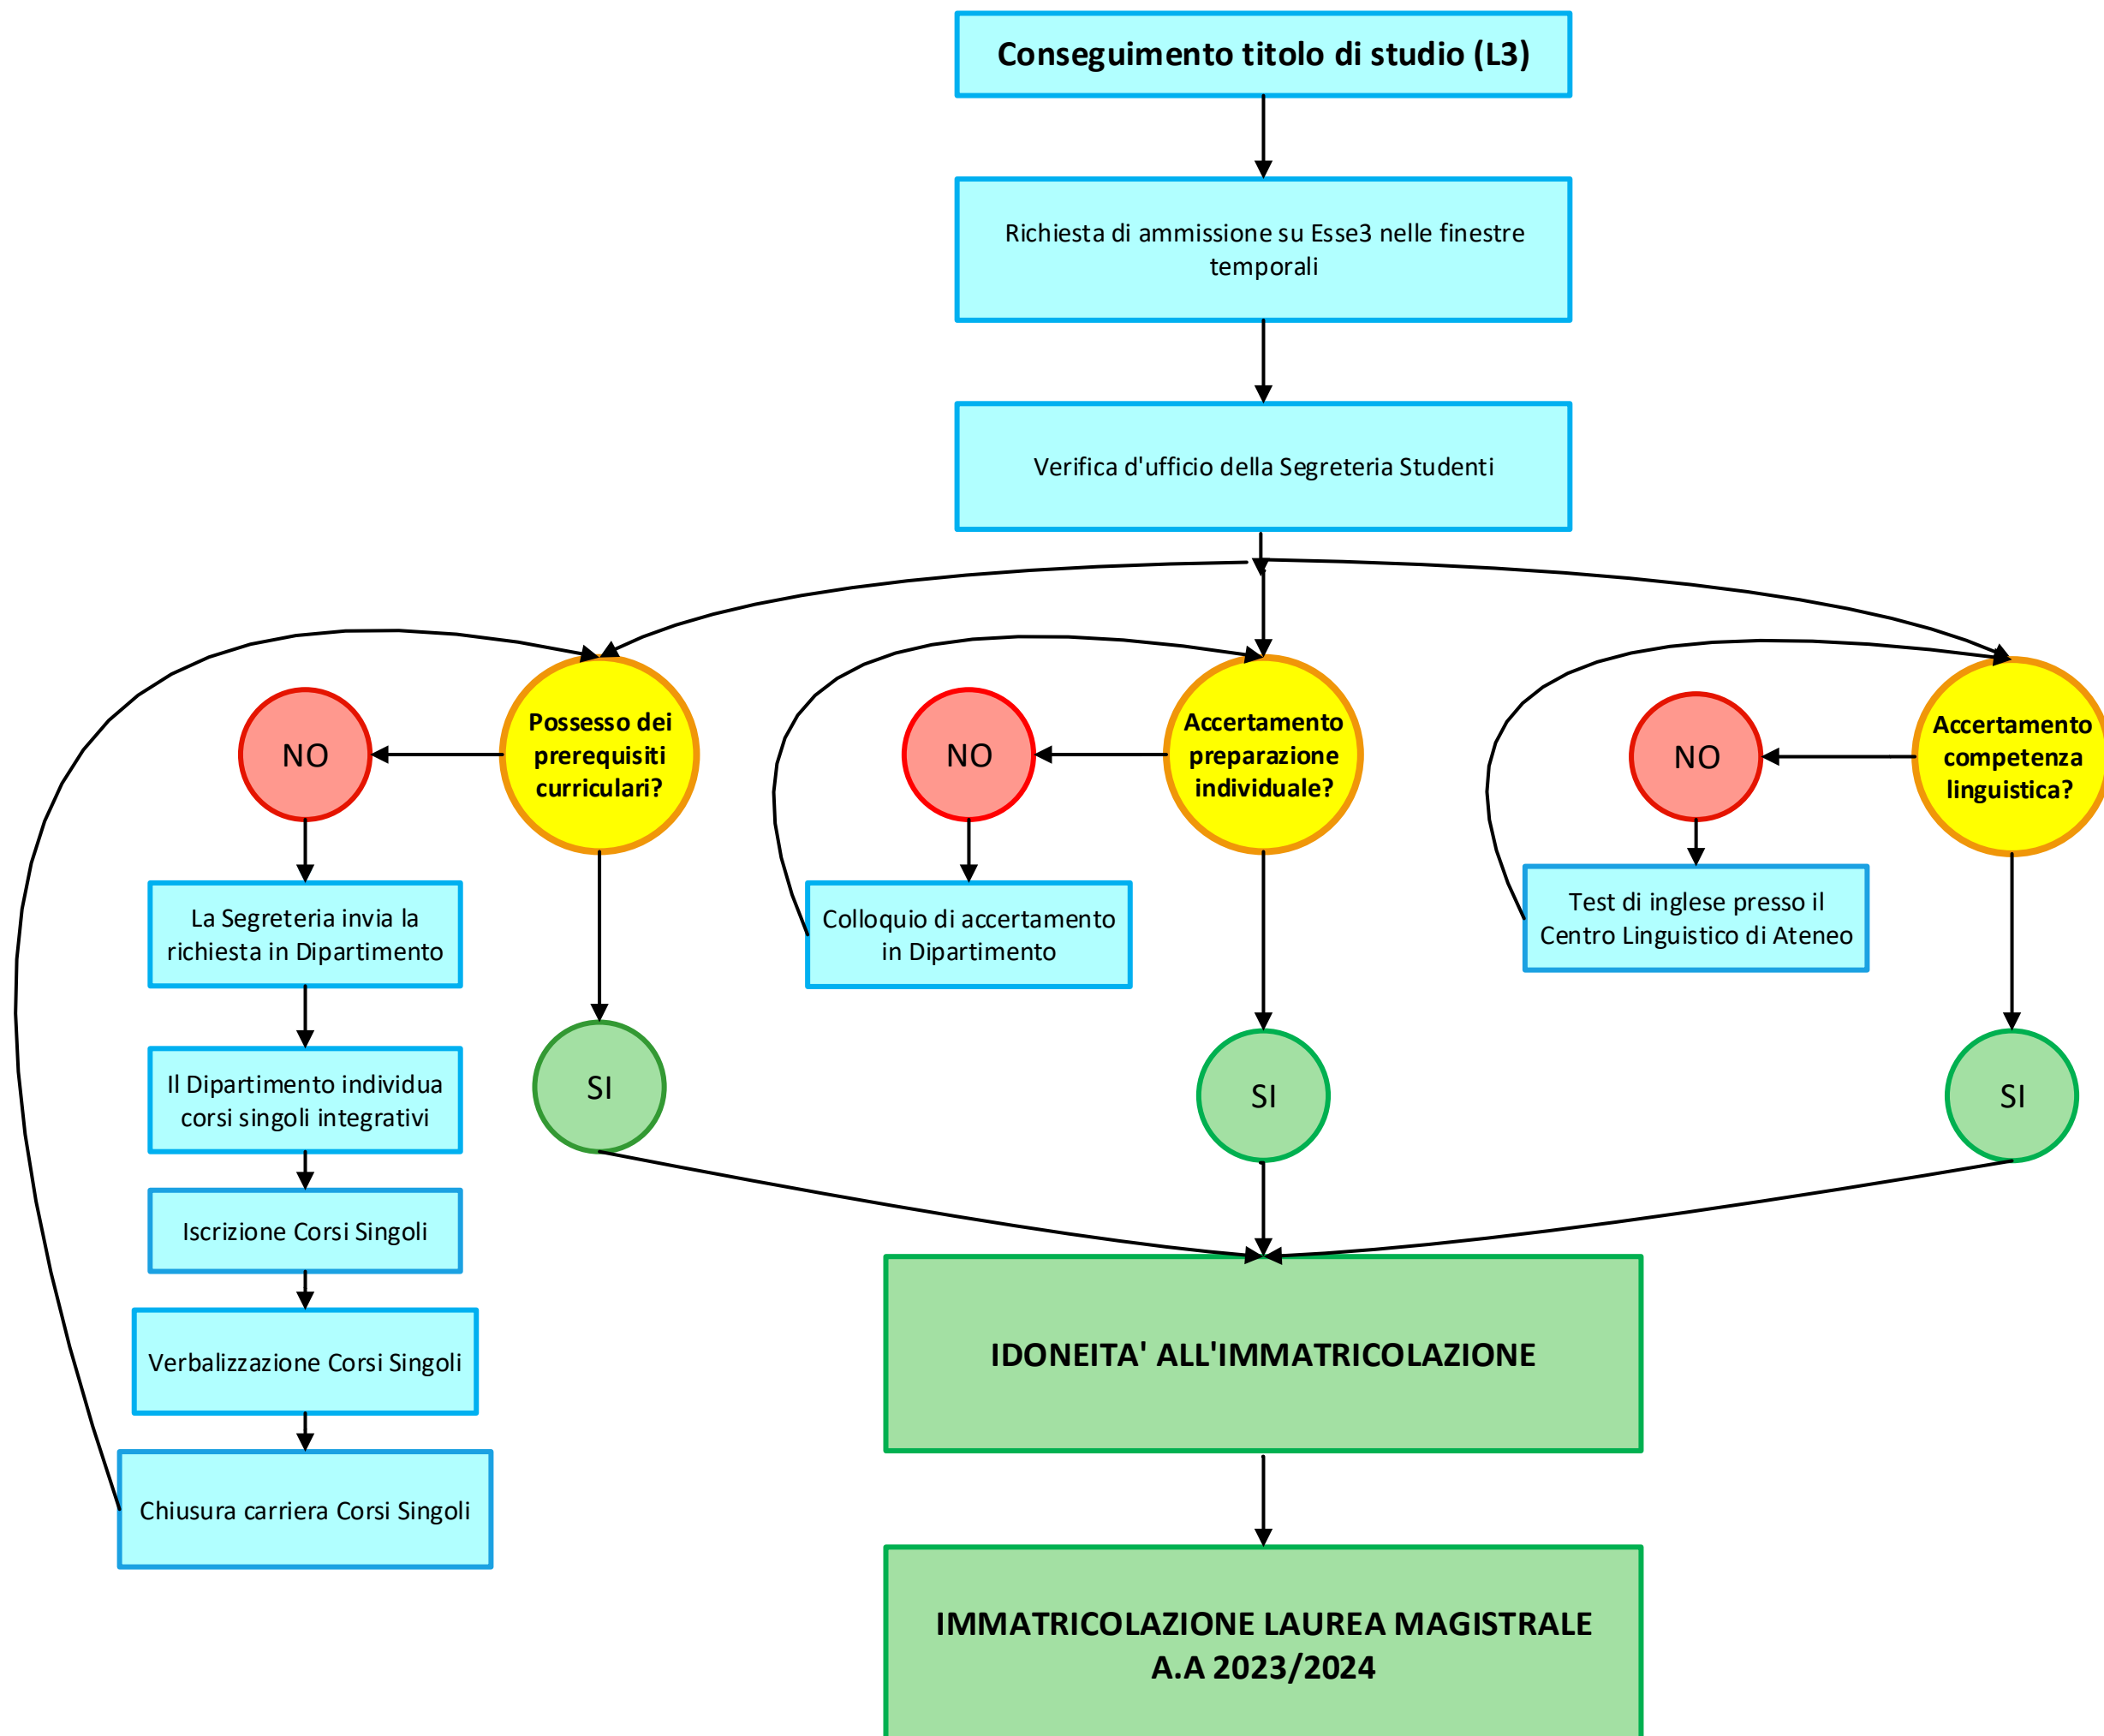 Conseguimento titolo di studio (L3)
Richiesta di ammissione su Esse3 nelle finestre
temporali
Verifica d'ufficio della Segreteria Studenti
NO
Possesso dei
prerequisiti
curriculari?
NO
Accertamento
preparazione
individuale?
NO
Accertamento
competenza
linguistica?
La Segreteria invia la
richiesta in Dipartimento
Colloquio di accertamento
in Dipartimento
Test di inglese presso il
Centro Linguistico di Ateneo
Il Dipartimento individua
corsi singoli integrativi
SI
SI
SI
Iscrizione Corsi Singoli
Verbalizzazione Corsi Singoli
Chiusura carriera Corsi Singoli
IDONEITA' ALL'IMMATRICOLAZIONE
IMMATRICOLAZIONE LAUREA MAGISTRALE
A.A 2023/2024